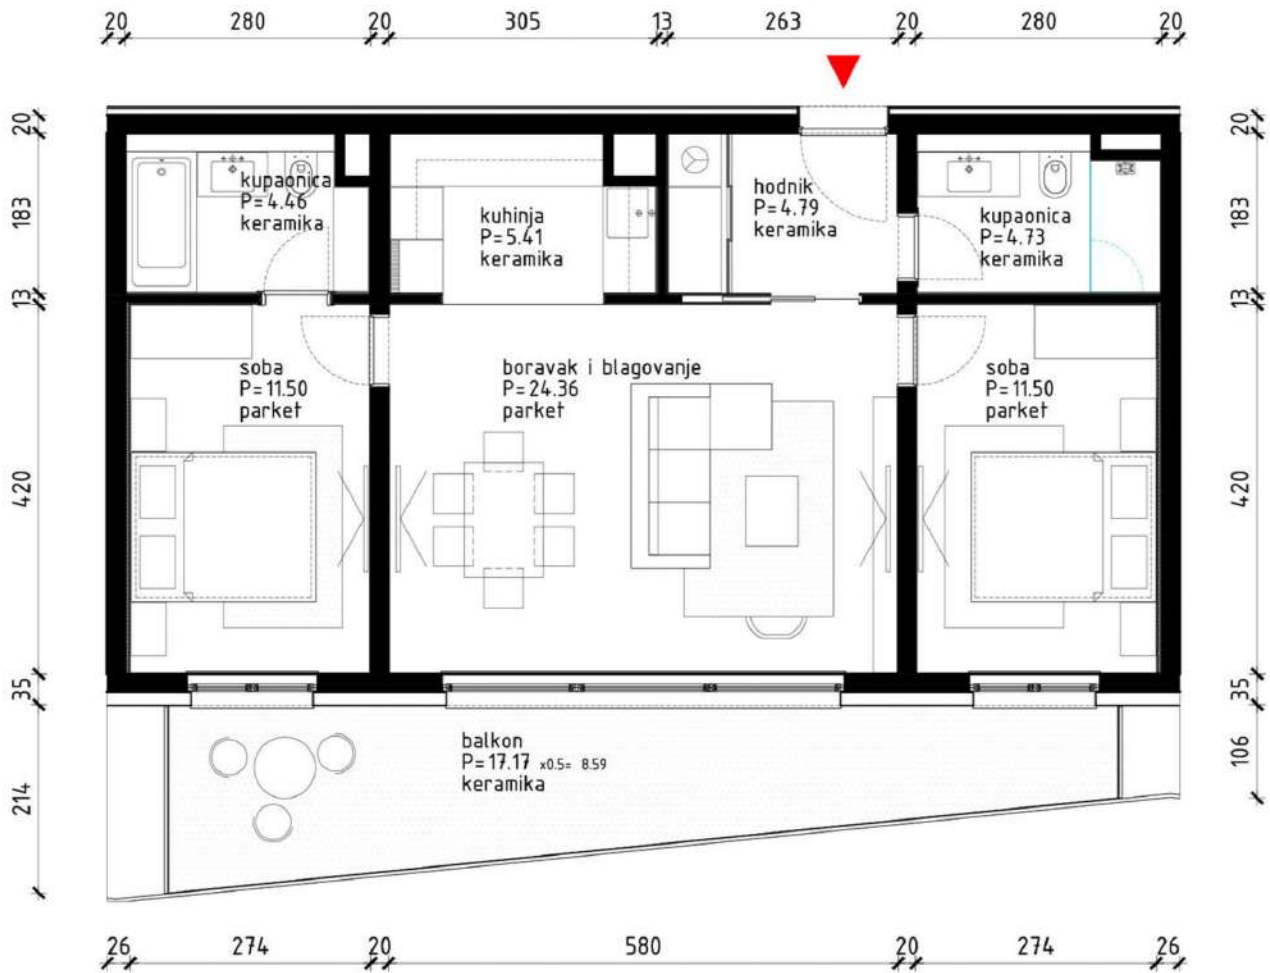 20 280 20 305 13 263 20 280 20
20
183
13
420
35
214
20
183
13
420
35
106
kupaonica
P=4.46
keramika
kuhinja
P=5.41
keramika
hodnik
P=4.79
keramika
kupaonica
P=4.73
keramika
soba
P=11.50
parket
boravak i blagovanje
P=24.36
parket
soba
P=11.50
parket
balkon
P=17.17 x0.5= 8.59
keramika
26 274 20 580 20 274 26